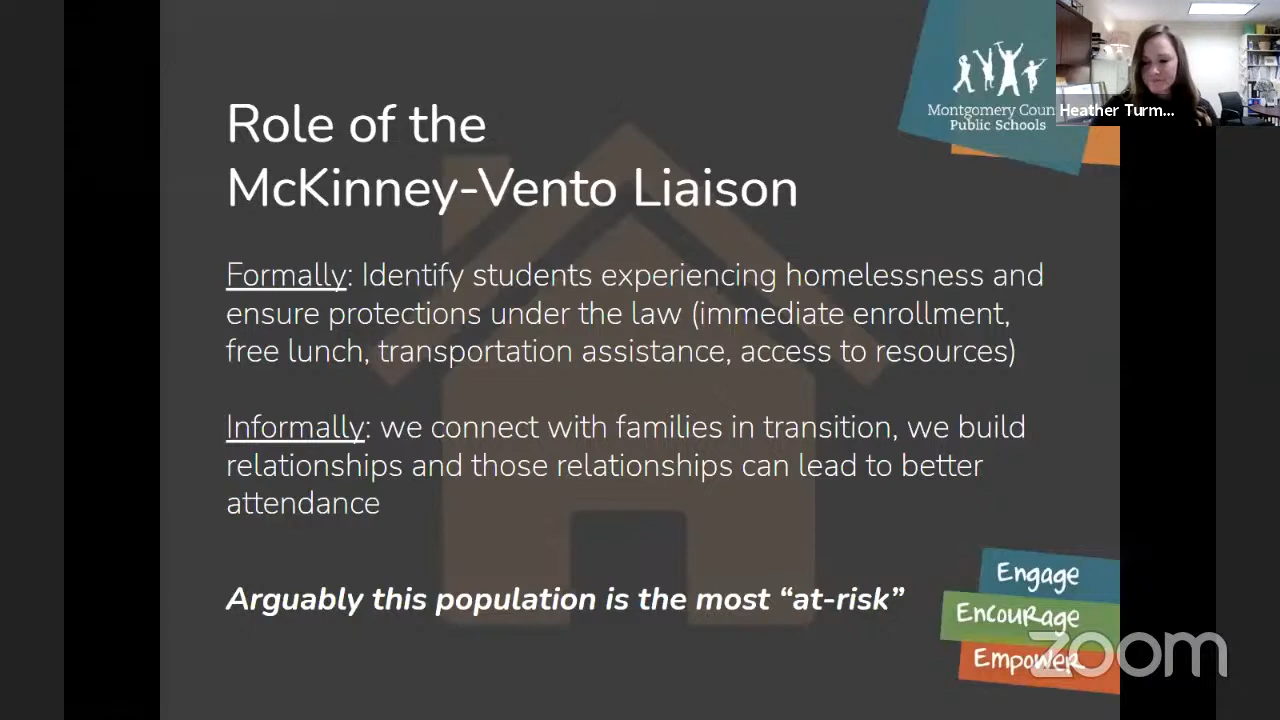 Role of the
McKinney-Vento Liaison
Formally: Identify students experiencing homelessness and
ensure protections under the law (immediate enrollment,
free lunch, transportation assistance, access to resources)
Informally: we connect with families in transition, we build
relationships and those relationships can lead to better
attendance
Arguably this population is the most “at-risk”
Montgomery Coun
Public Schools
Heather Turm...
Engage
Encourage
Empower
zoom